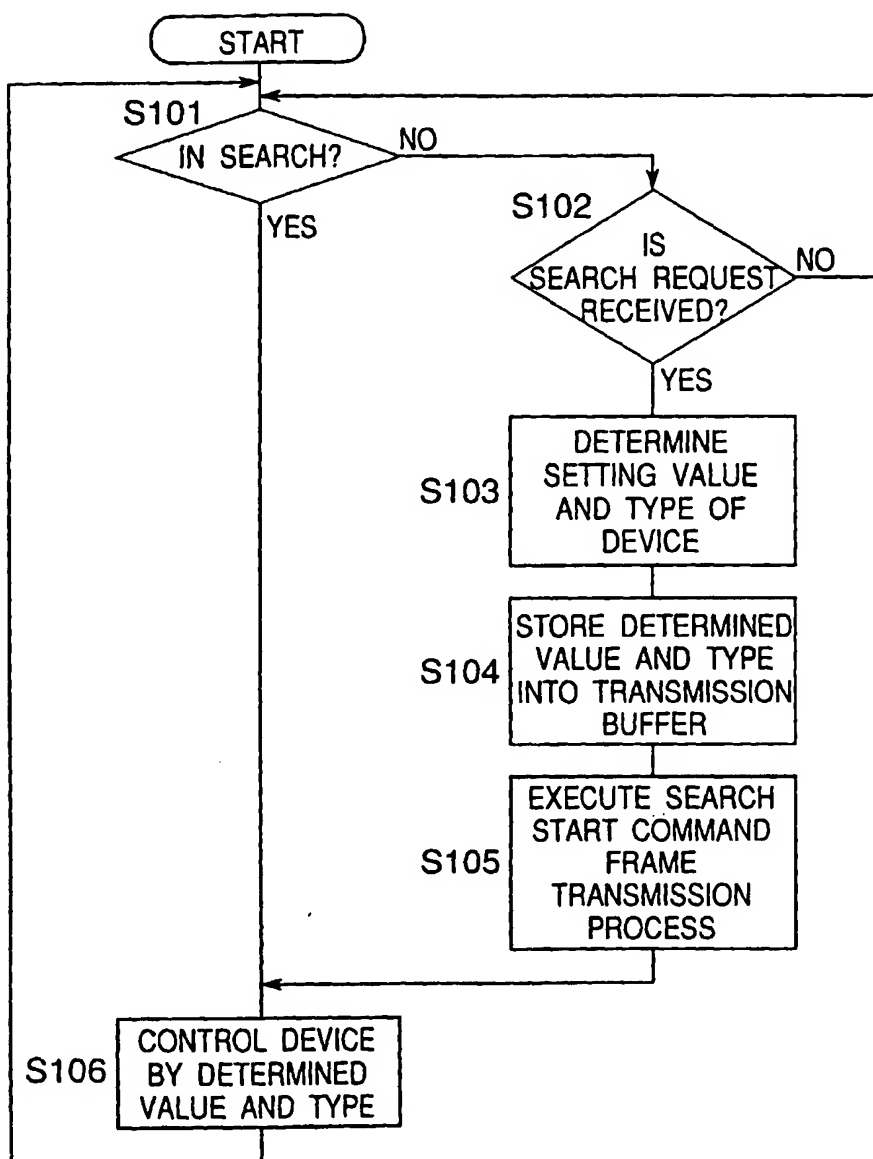 START
S101
IN SEARCH?
NO
YES
S102
IS
SEARCH REQUEST
RECEIVED?
NO
YES
S103
DETERMINE
SETTING VALUE
AND TYPE OF
DEVICE
S104
STORE DETERMINED
VALUE AND TYPE
INTO TRANSMISSION
BUFFER
S105
EXECUTE SEARCH
START COMMAND
FRAME
TRANSMISSION
PROCESS
S106
CONTROL DEVICE
BY DETERMINED
VALUE AND TYPE